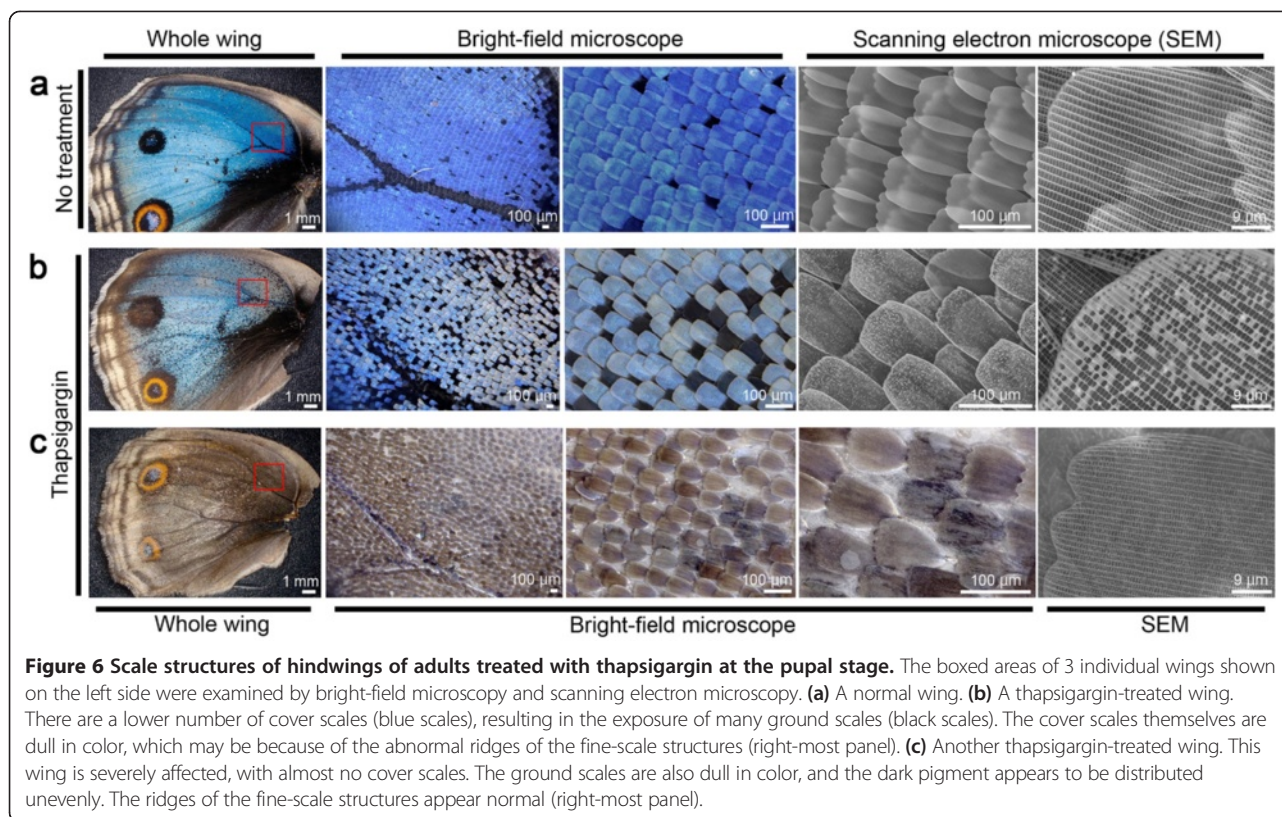 Whole wing
Bright-field microscope
Scanning electron microscope (SEM)
a
No treatment
1 mm
100 µm
100 µm
100 µm
9 µm
b
Thapsigargin
1 mm
100 µm
100 µm
100 µm
9 µm
c
1 mm
100 µm
100 µm
100 µm
9 µm
Whole wing
Bright-field microscope
SEM
Figure 6 Scale structures of hindwings of adults treated with thapsigargin at the pupal stage. The boxed areas of 3 individual wings shown
on the left side were examined by bright-field microscopy and scanning electron microscopy. (a) A normal wing. (b) A thapsigargin-treated wing.
There are a lower number of cover scales (blue scales), resulting in the exposure of many ground scales (black scales). The cover scales themselves are
dull in color, which may be because of the abnormal ridges of the fine-scale structures (right-most panel). (c) Another thapsigargin-treated wing. This
wing is severely affected, with almost no cover scales. The ground scales are also dull in color, and the dark pigment appears to be distributed
unevenly. The ridges of the fine-scale structures appear normal (right-most panel).